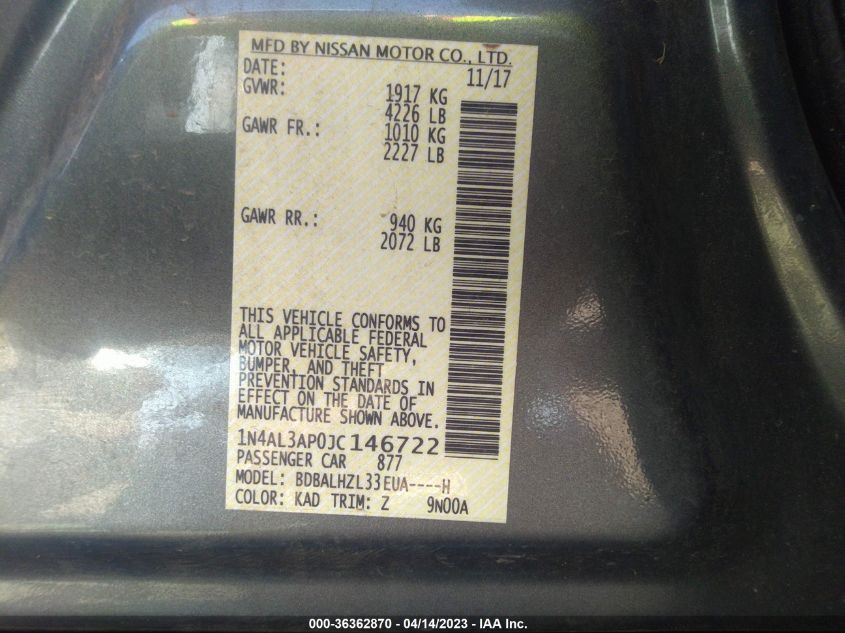 MFD BY NISSAN MOTOR CO., LTD.
DATE: 11/17
GVWR: 1917 KG
4226 LB
GAWR FR.: 1010 KG
2227 LB
GAWR RR.: 940 KG
2072 LB
THIS VEHICLE CONFORMS TO
ALL APPLICABLE FEDERAL
MOTOR VEHICLE SAFETY,
BUMPER, AND THEFT
PREVENTION STANDARDS IN
EFFECT ON THE DATE OF
MANUFACTURE SHOWN ABOVE.
1N4AL3AP0JC146722
PASSENGER CAR 877
MODEL: BDBALHZL33EUA----H
COLOR: KAD TRIM: Z 9N00A
000-36362870 - 04/14/2023 - IAA Inc.